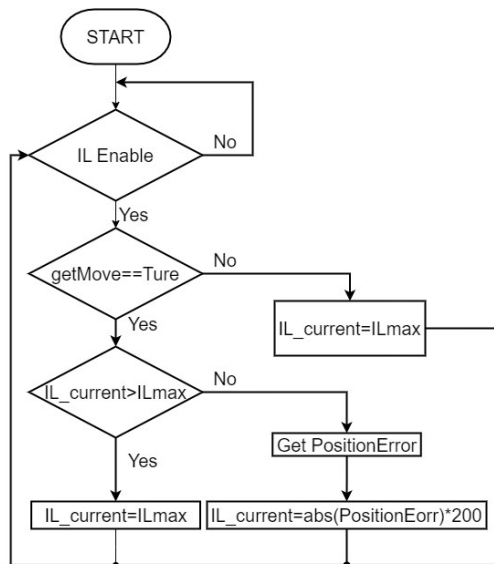 START
IL Enable
No
Yes
getMove==Ture
No
Yes
IL_current=ILmax
IL_current>ILmax
No
Get PositionError
Yes
IL_current=ILmax
IL_current=abs(PositionEorr)*200